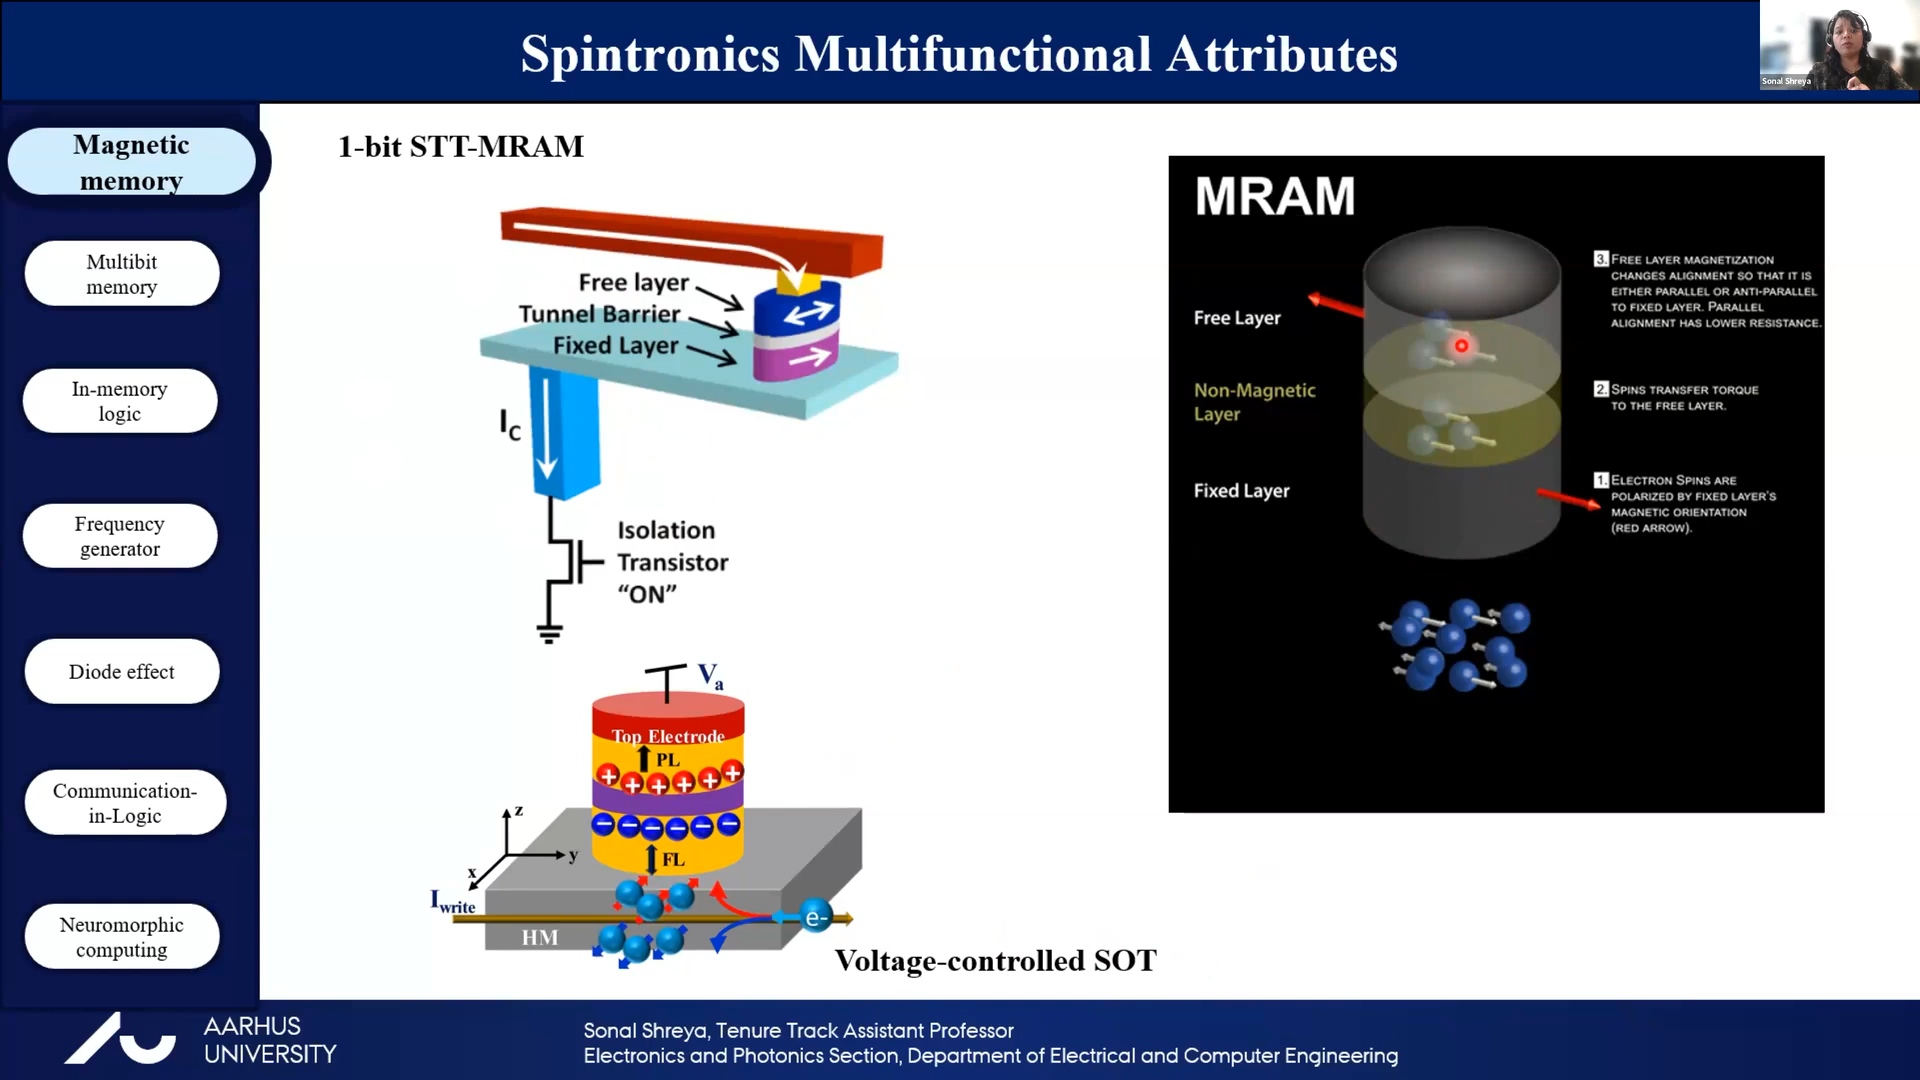 Spintronics Multifunctional Attributes
Sonal Shreya
Magnetic
memory
Multibit
memory
In-memory
logic
Frequency
generator
Diode effect
Communication-
in-Logic
Neuromorphic
computing
1-bit STT-MRAM
Free layer
Tunnel Barrier
Fixed Layer
IC
Isolation
Transistor
“ON”
Va
Top Electrode
PL
+ + + + + +
− − − − − −
FL
z
y
x
Iwrite
e-
HM
Voltage-controlled SOT
MRAM
Free Layer
Non-Magnetic
Layer
Fixed Layer
3. FREE LAYER MAGNETIZATION
CHANGES ALIGNMENT SO THAT IT IS
EITHER PARALLEL OR ANTI-PARALLEL
TO FIXED LAYER. PARALLEL
ALIGNMENT HAS LOWER RESISTANCE.
2. SPINS TRANSFER TORQUE
TO THE FREE LAYER.
1. ELECTRON SPINS ARE
POLARIZED BY FIXED LAYER'S
MAGNETIC ORIENTATION
(RED ARROW).
AARHUS
UNIVERSITY
Sonal Shreya, Tenure Track Assistant Professor
Electronics and Photonics Section, Department of Electrical and Computer Engineering